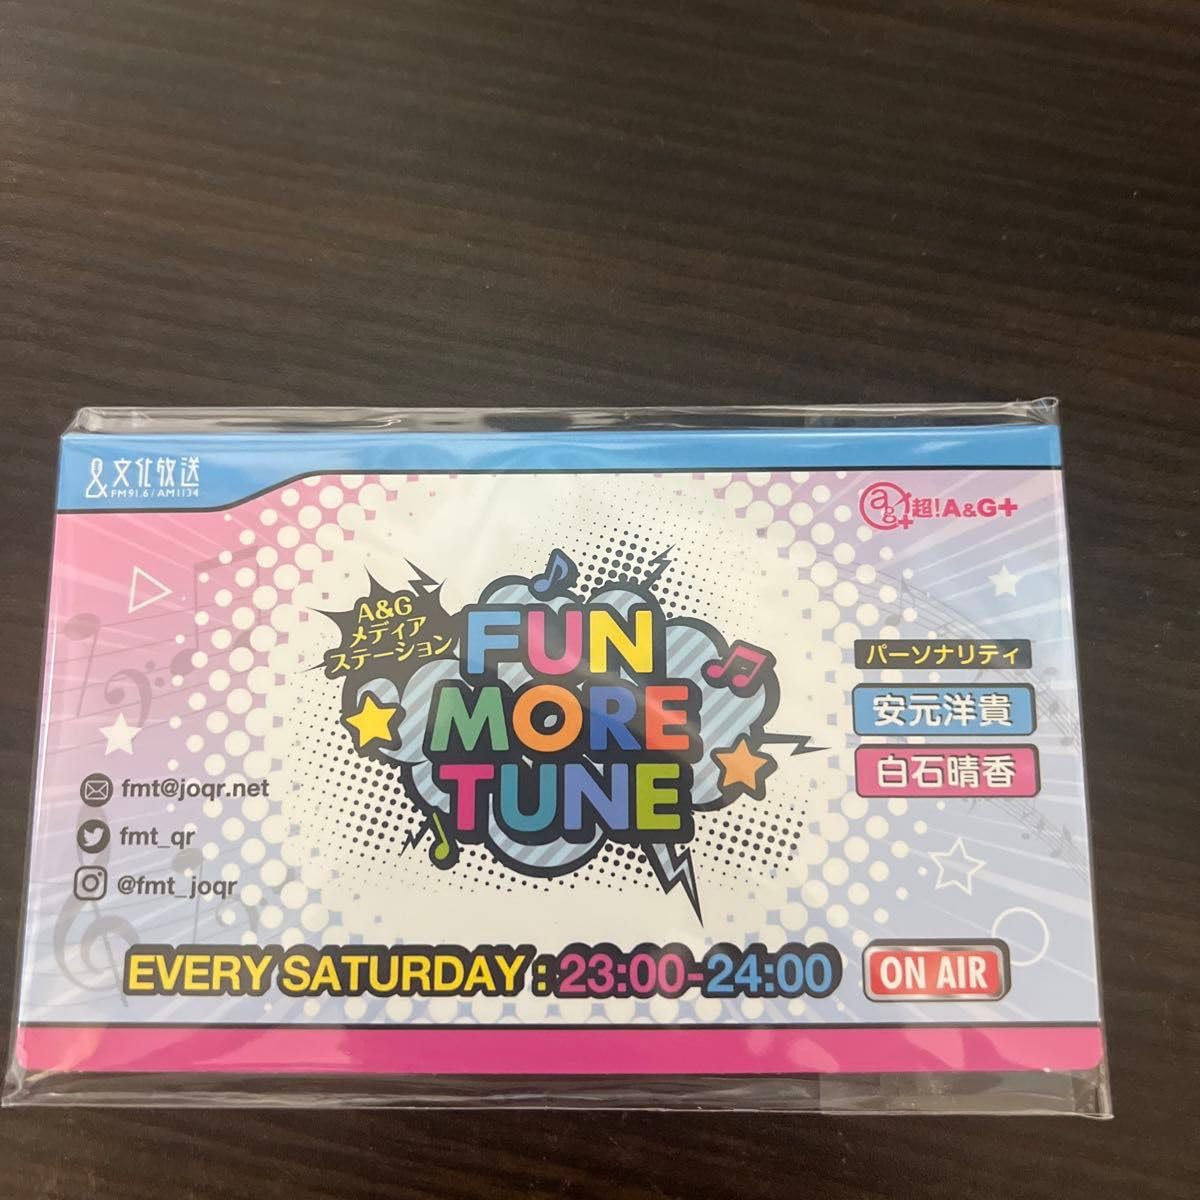 文化放送
FM91.6/AM1134
ag+超!A&G+
A&G
メディア
ステーション
FUN
MORE
TUNE
パーソナリティ
安元洋貴
白石晴香
fmt@joqr.net
fmt_qr
@fmt_joqr
EVERY SATURDAY:23:00-24:00
ON AIR